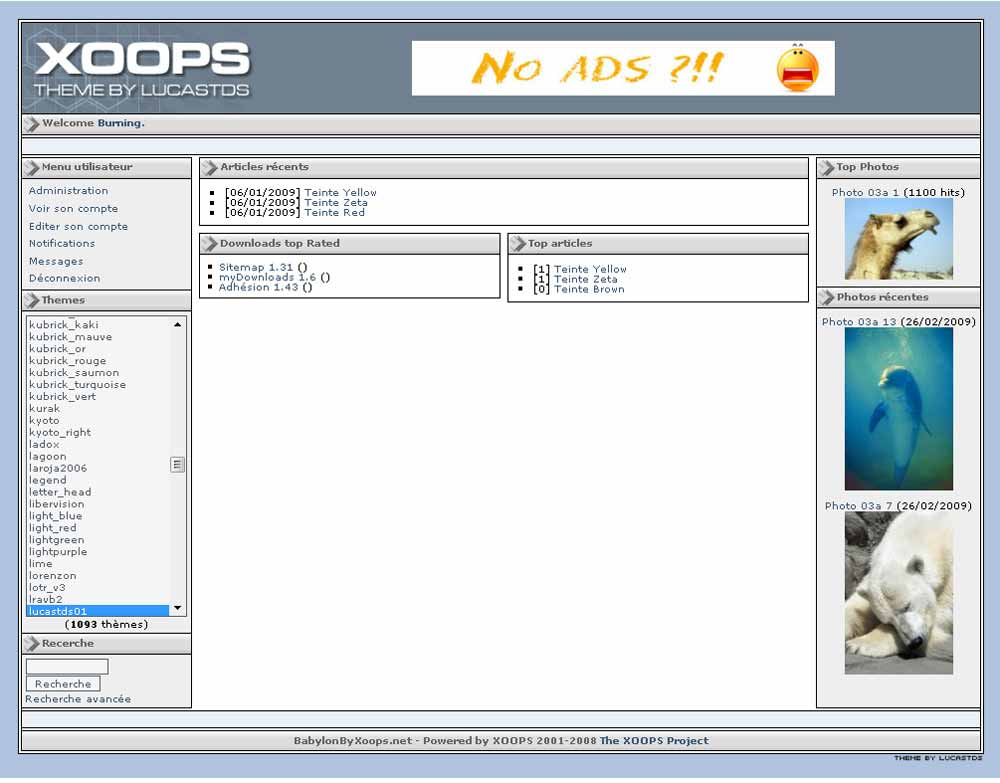 XOOPS
THEME BY LUCASTDS
No ADS ?!!
Welcome Burning.
Menu utilisateur
Administration
Voir son compte
Editer son compte
Notifications
Messages
Déconnexion
Themes
kubrick_kaki
kubrick_mauve
kubrick_or
kubrick_rouge
kubrick_saumon
kubrick_turquoise
kubrick_vert
kurak
kyoto
kyoto_right
ladox
lagoon
laroja2006
legend
letter_head
libervision
light_blue
light_red
lightgreen
lightpurple
lime
lorenzon
lotr_v3
lravb2
lucastds01
(1093 thèmes)
Recerche
Recherche
Recherche avancée
Articles récents
[06/01/2009] Teinte Yellow
[06/01/2009] Teinte Zeta
[06/01/2009] Teinte Red
Downloads top Rated
Sitemap 1.31 ()
myDownloads 1.6 ()
Adhésion 1.43 ()
Top articles
[1] Teinte Yellow
[1] Teinte Zeta
[0] Teinte Brown
Top Photos
Photo 03a 1 (1100 hits)
Photos récentes
Photo 03a 13 (26/02/2009)
Photo 03a 7 (26/02/2009)
BabylonByXoops.net - Powered by XOOPS 2001-2008 The XOOPS Project
THEME BY LUCASTDS